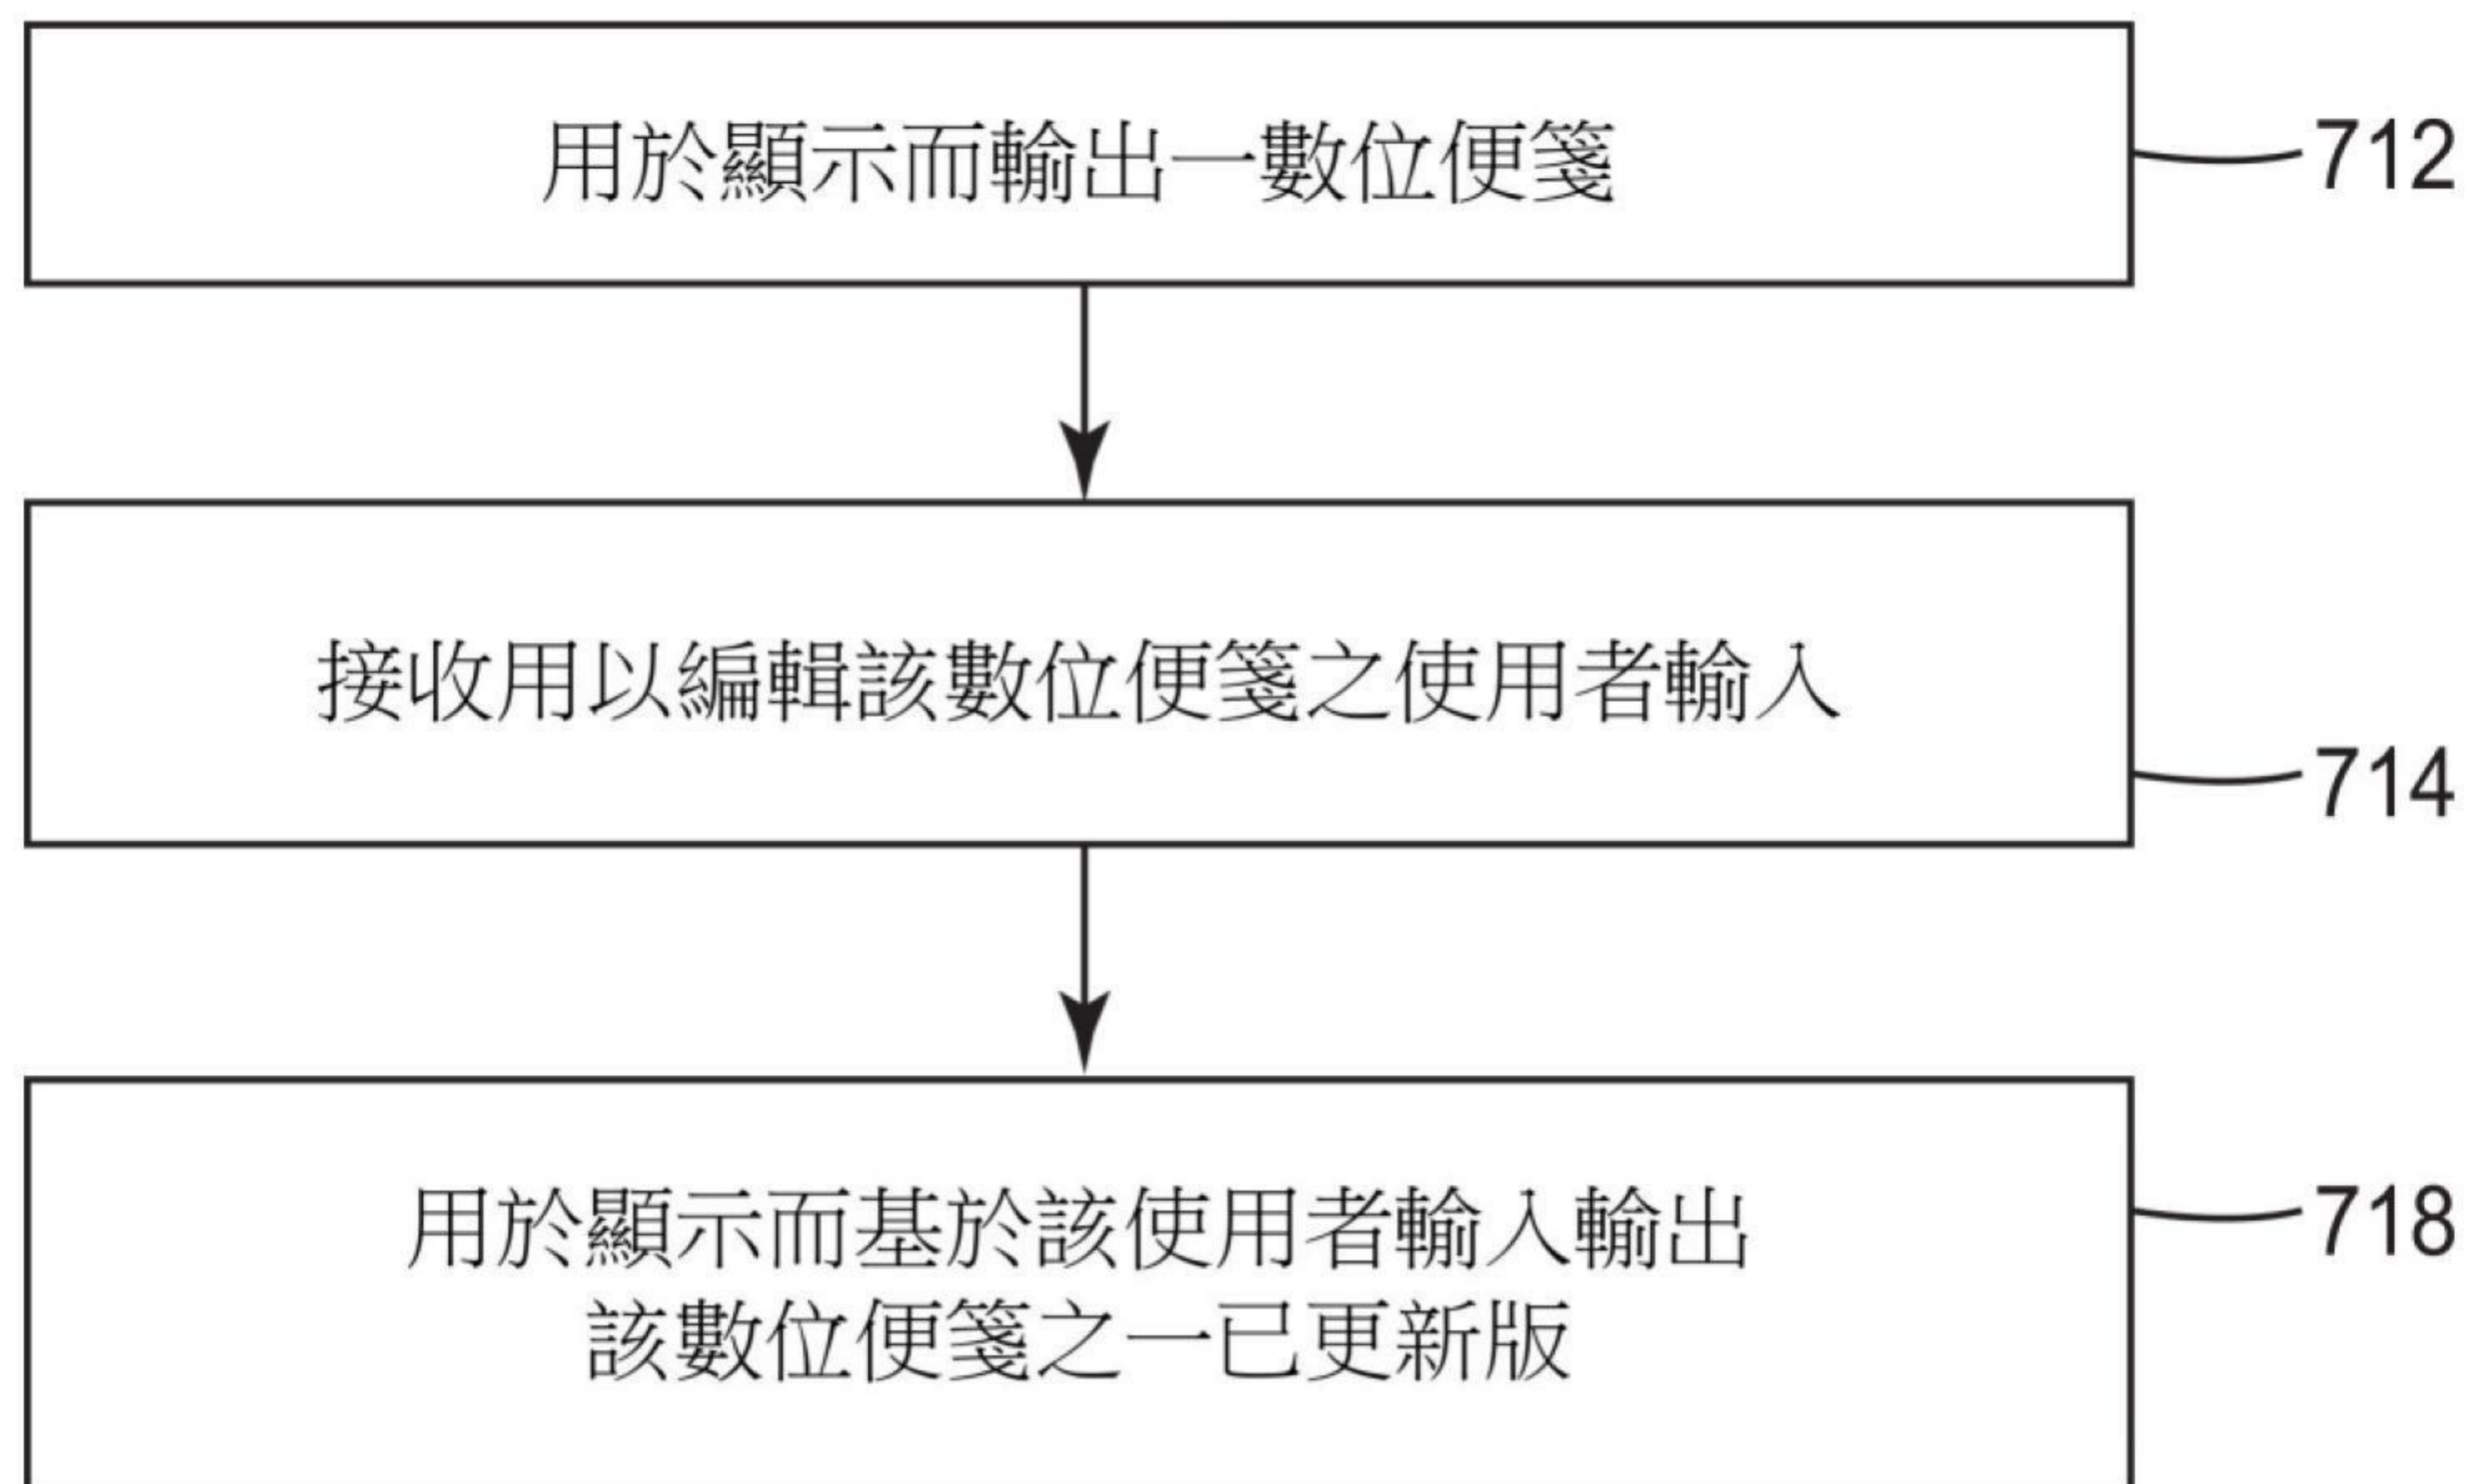 用於顯示而輸出一數位便箋
712
接收用以編輯該數位便箋之使用者輸入
714
用於顯示而基於該使用者輸入輸出
718
該數位便箋之一已更新版